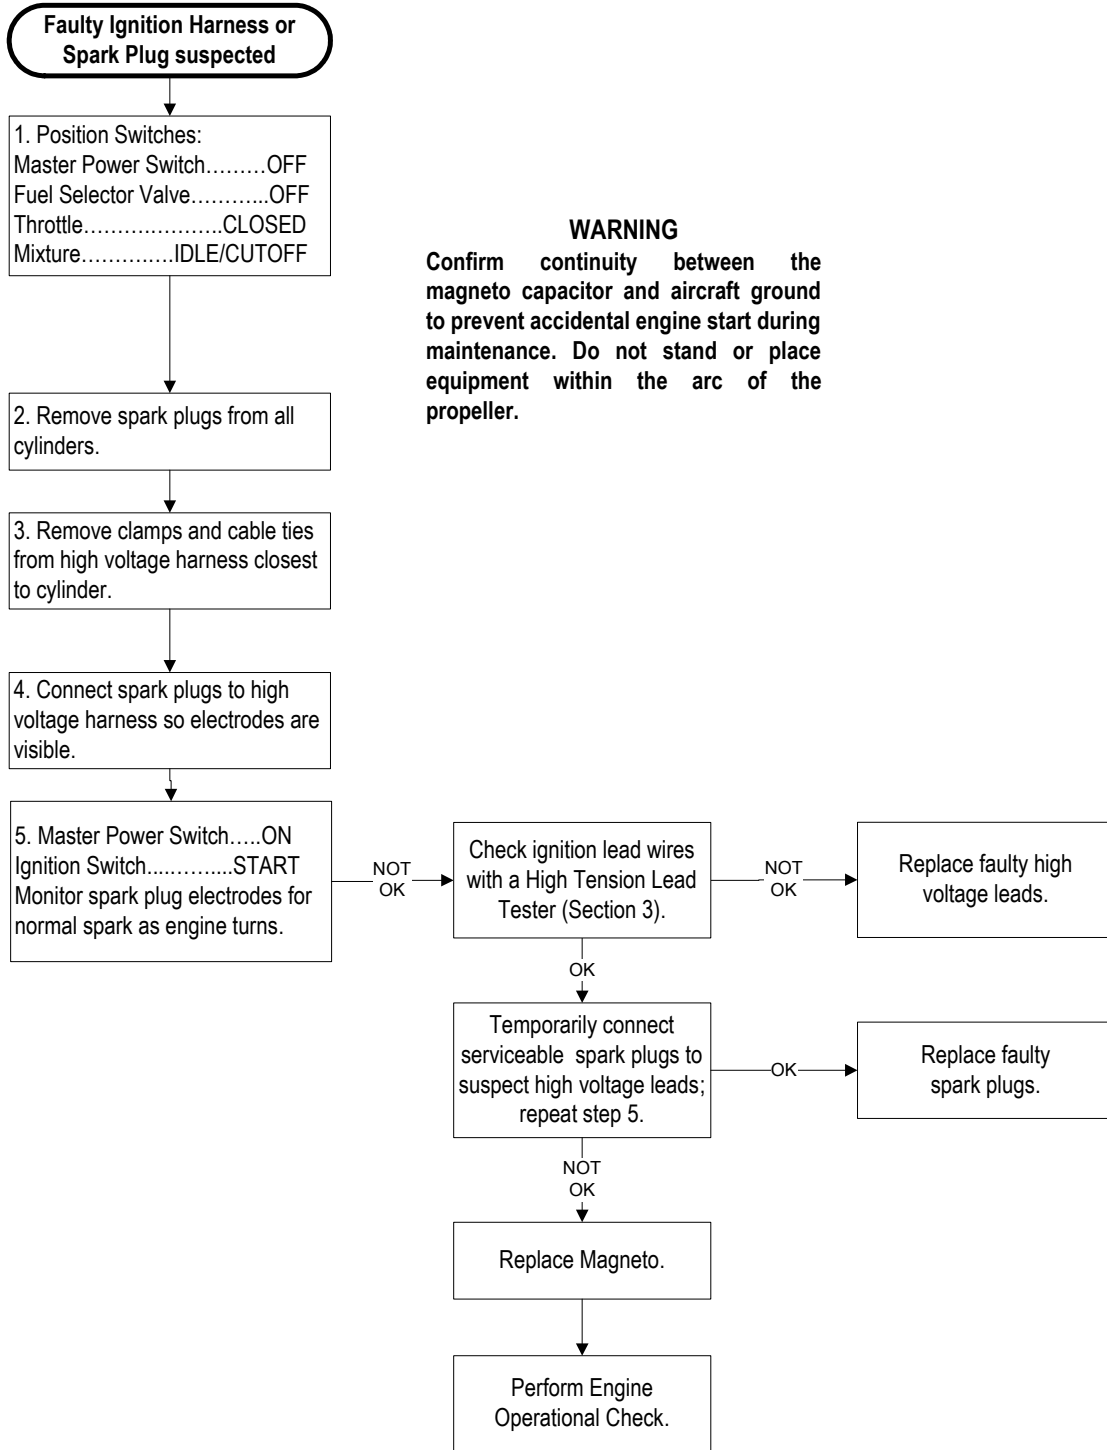 Faulty Ignition Harness or
Spark Plug suspected
1. Position Switches:
Master Power Switch.........OFF
Fuel Selector Valve............OFF
Throttle.......................CLOSED
Mixture...............IDLE/CUTOFF
WARNING
Confirm continuity between the
magneto capacitor and aircraft ground
to prevent accidental engine start during
maintenance. Do not stand or place
equipment within the arc of the
propeller.
2. Remove spark plugs from all
cylinders.
3. Remove clamps and cable ties
from high voltage harness closest
to cylinder.
4. Connect spark plugs to high
voltage harness so electrodes are
visible.
5. Master Power Switch.....ON
Ignition Switch.............START
Monitor spark plug electrodes for
normal spark as engine turns.
NOT
OK
Check ignition lead wires
with a High Tension Lead
Tester (Section 3).
NOT
OK
Replace faulty high
voltage leads.
OK
Temporarily connect
serviceable spark plugs to
suspect high voltage leads;
repeat step 5.
OK
Replace faulty
spark plugs.
NOT
OK
Replace Magneto.
Perform Engine
Operational Check.